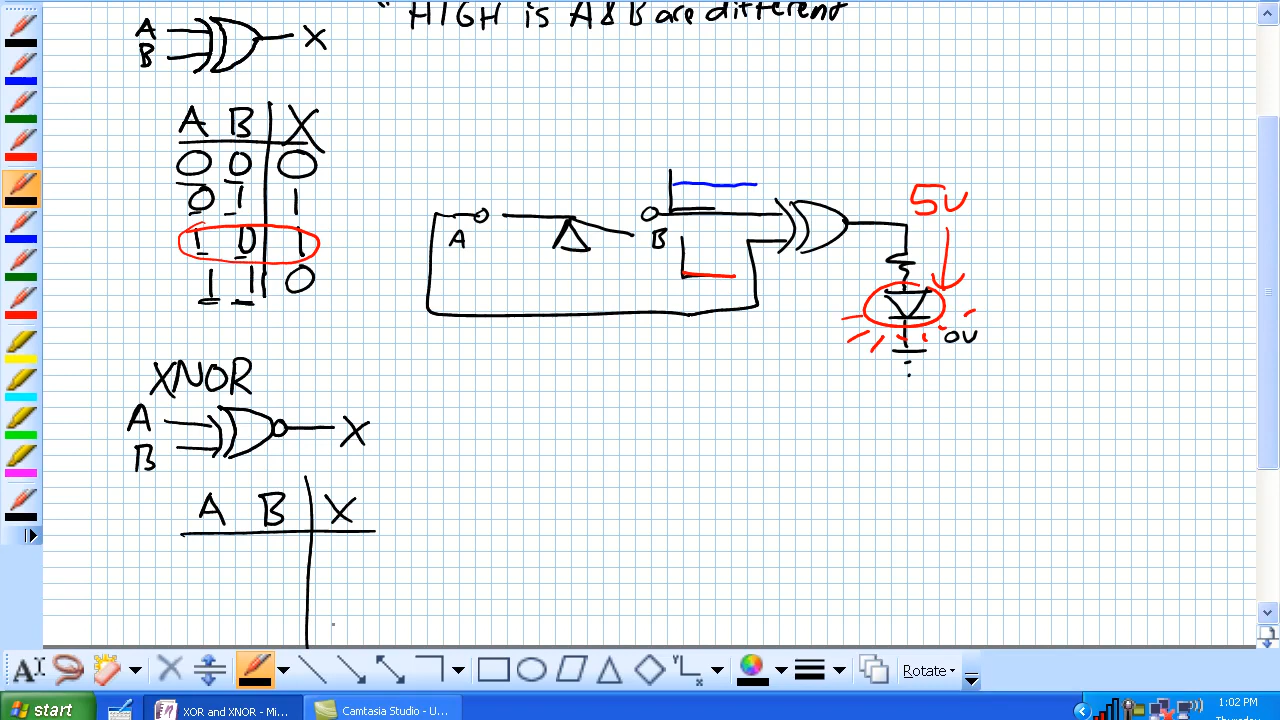 " HIGH is A & B are different
A
B
X
A B X
0 0 0
0 1 1
1 0 1
1 1 0
A
B
5V
0V
XNOR
A
B
X
A B X
A
Rotate
start
XOR and XNOR - Mi...
Camtasia Studio - U...
1:02 PM
Thursday